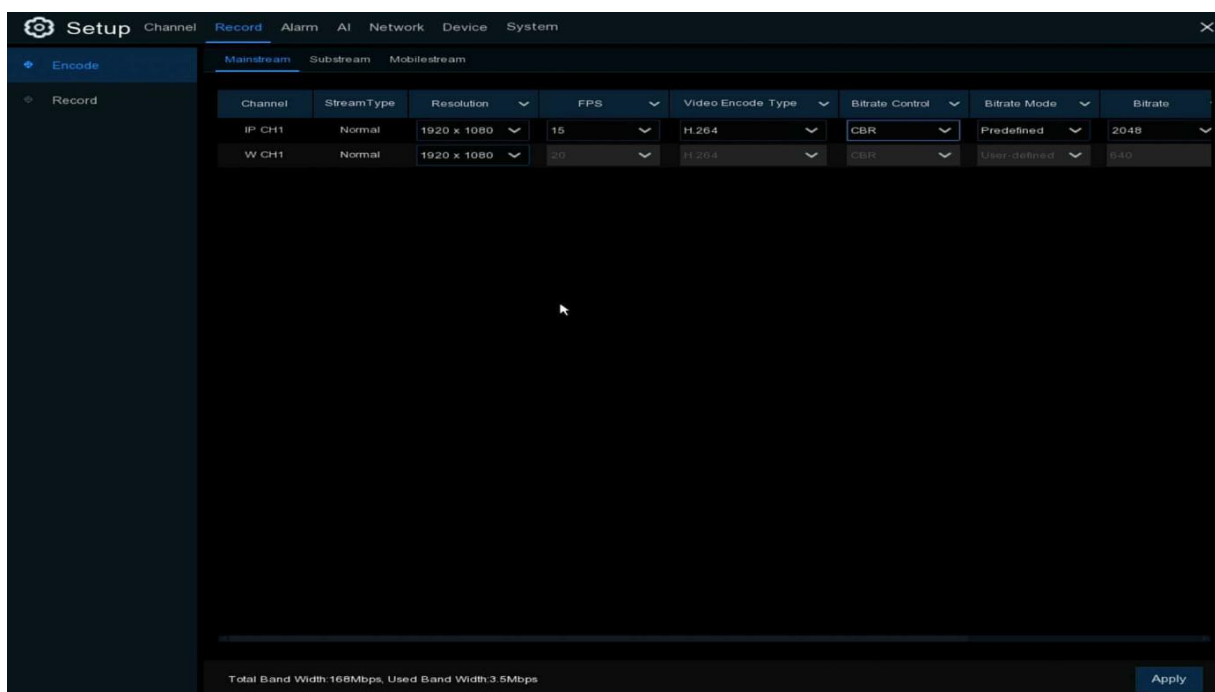 Setup Channel Record Alarm AI Network Device System
Encode
Record
Mainstream Substream Mobilestream
Channel StreamType Resolution FPS Video Encode Type Bitrate Control Bitrate Mode Bitrate
IP CH1 Normal 1920 x 1080 15 H.264 CBR Predefined 2048
W CH1 Normal 1920 x 1080 20 H.264 CBR User-defined 640
Total Band Width:168Mbps, Used Band Width:3.5Mbps
Apply